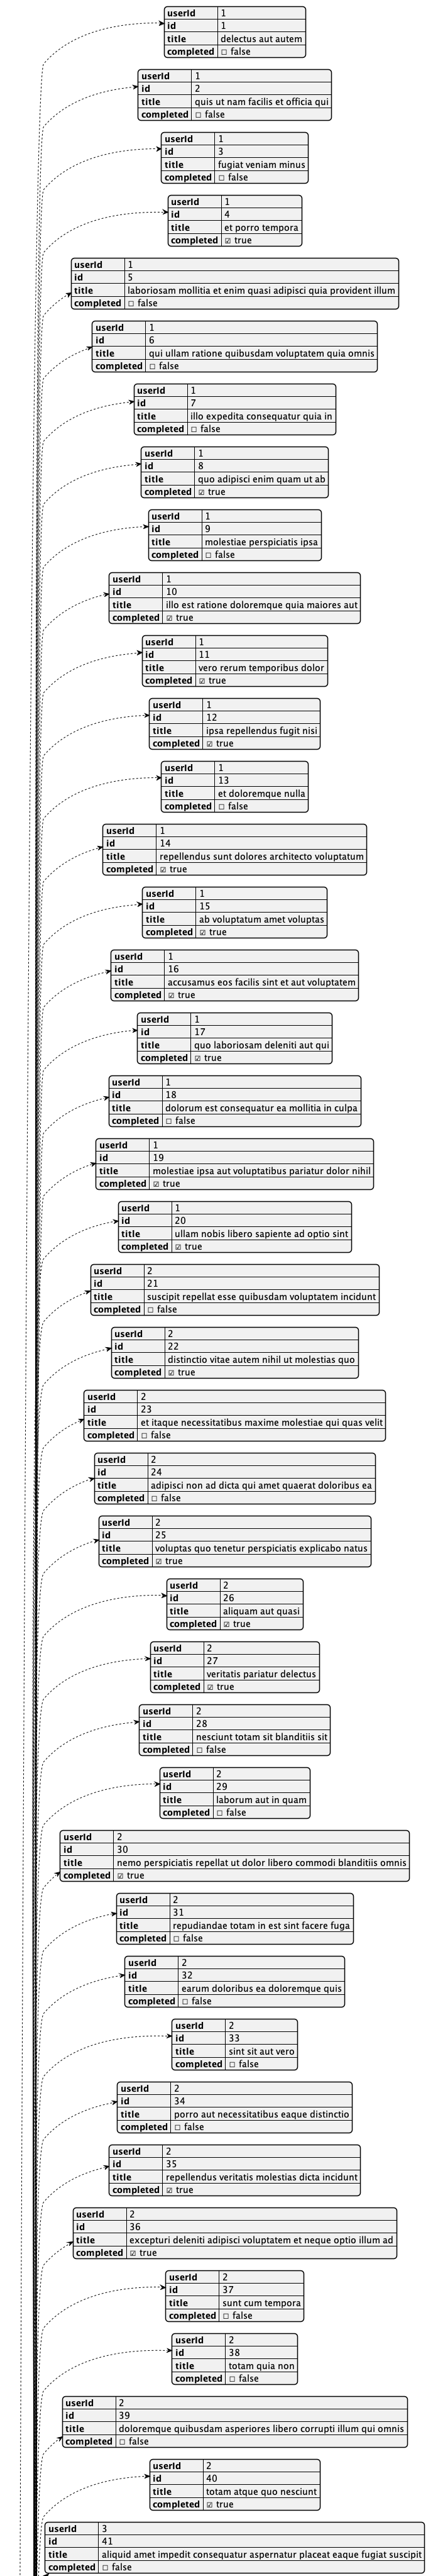 userId 1
id 1
title delectus aut autem
completed ☐ false
userId 1
id 2
title quis ut nam facilis et officia qui
completed ☐ false
userId 1
id 3
title fugiat veniam minus
completed ☐ false
userId 1
id 4
title et porro tempora
completed ☑ true
userId 1
id 5
title laboriosam mollitia et enim quasi adipisci quia provident illum
completed ☐ false
userId 1
id 6
title qui ullam ratione quibusdam voluptatem quia omnis
completed ☐ false
userId 1
id 7
title illo expedita consequatur quia in
completed ☐ false
userId 1
id 8
title quo adipisci enim quam ut ab
completed ☑ true
userId 1
id 9
title molestiae perspiciatis ipsa
completed ☐ false
userId 1
id 10
title illo est ratione doloremque quia maiores aut
completed ☑ true
userId 1
id 11
title vero rerum temporibus dolor
completed ☑ true
userId 1
id 12
title ipsa repellendus fugit nisi
completed ☑ true
userId 1
id 13
title et doloremque nulla
completed ☐ false
userId 1
id 14
title repellendus sunt dolores architecto voluptatum
completed ☑ true
userId 1
id 15
title ab voluptatum amet voluptas
completed ☑ true
userId 1
id 16
title accusamus eos facilis sint et aut voluptatem
completed ☑ true
userId 1
id 17
title quo laboriosam deleniti aut qui
completed ☑ true
userId 1
id 18
title dolorum est consequatur ea mollitia in culpa
completed ☐ false
userId 1
id 19
title molestiae ipsa aut voluptatibus pariatur dolor nihil
completed ☑ true
userId 1
id 20
title ullam nobis libero sapiente ad optio sint
completed ☑ true
userId 2
id 21
title suscipit repellat esse quibusdam voluptatem incidunt
completed ☐ false
userId 2
id 22
title distinctio vitae autem nihil ut molestias quo
completed ☑ true
userId 2
id 23
title et itaque necessitatibus maxime molestiae qui quas velit
completed ☐ false
userId 2
id 24
title adipisci non ad dicta qui amet quaerat doloribus ea
completed ☐ false
userId 2
id 25
title voluptas quo tenetur perspiciatis explicabo natus
completed ☑ true
userId 2
id 26
title aliquam aut quasi
completed ☑ true
userId 2
id 27
title veritatis pariatur delectus
completed ☑ true
userId 2
id 28
title nesciunt totam sit blanditiis sit
completed ☐ false
userId 2
id 29
title laborum aut in quam
completed ☐ false
userId 2
id 30
title nemo perspiciatis repellat ut dolor libero commodi blanditiis omnis
completed ☑ true
userId 2
id 31
title repudiandae totam in est sint facere fuga
completed ☐ false
userId 2
id 32
title earum doloribus ea doloremque quis
completed ☐ false
userId 2
id 33
title sint sit aut vero
completed ☐ false
userId 2
id 34
title porro aut necessitatibus eaque distinctio
completed ☐ false
userId 2
id 35
title repellendus veritatis molestias dicta incidunt
completed ☑ true
userId 2
id 36
title excepturi deleniti adipisci voluptatem et neque optio illum ad
completed ☑ true
userId 2
id 37
title sunt cum tempora
completed ☐ false
userId 2
id 38
title totam quia non
completed ☐ false
userId 2
id 39
title doloremque quibusdam asperiores libero corrupti illum qui omnis
completed ☐ false
userId 2
id 40
title totam atque quo nesciunt
completed ☑ true
userId 3
id 41
title aliquid amet impedit consequatur aspernatur placeat eaque fugiat suscipit
completed ☐ false